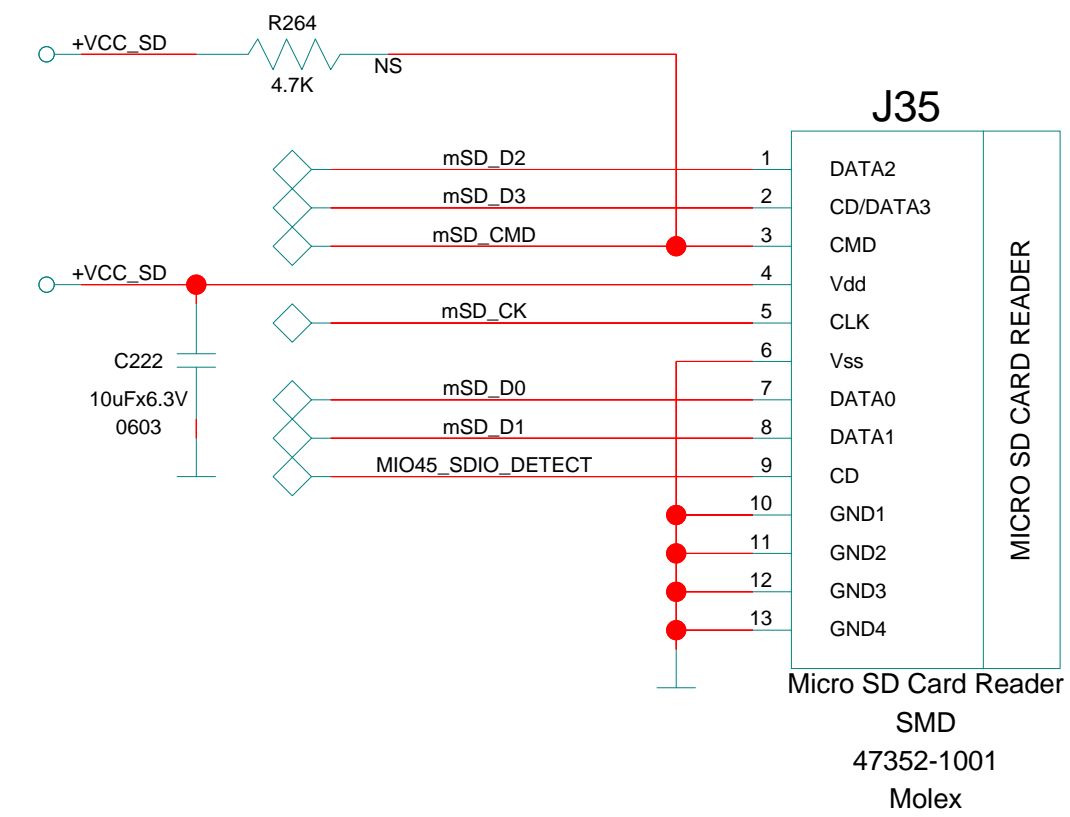 R264
+VCC_SD
NS
4.7K
J35
mSD_D2 1 DATA2
mSD_D3 2 CD/DATA3
mSD_CMD 3 CMD
+VCC_SD 4 Vdd
mSD_CK 5 CLK
6 Vss
C222
10uFx6.3V
0603
mSD_D0 7 DATA0
mSD_D1 8 DATA1
MIO45_SDIO_DETECT 9 CD
10 GND1
11 GND2
12 GND3
13 GND4
MICRO SD CARD READER
Micro SD Card Reader
SMD
47352-1001
Molex